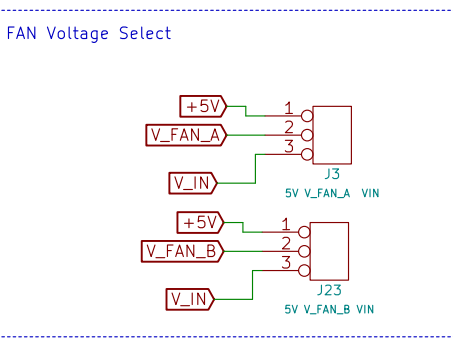 FAN Voltage Select
+5V 1
V_FAN_A 2
V_IN 3
J3
5V V_FAN_A VIN
+5V 1
V_FAN_B 2
V_IN 3
J23
5V V_FAN_B VIN